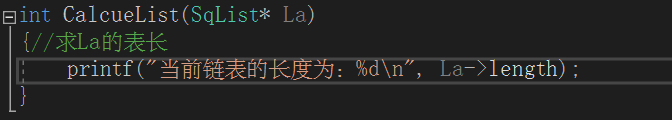 int CalcueList(SqList* La)
{//求La的表长
printf("当前链表的长度为：%d\n", La->length);
}